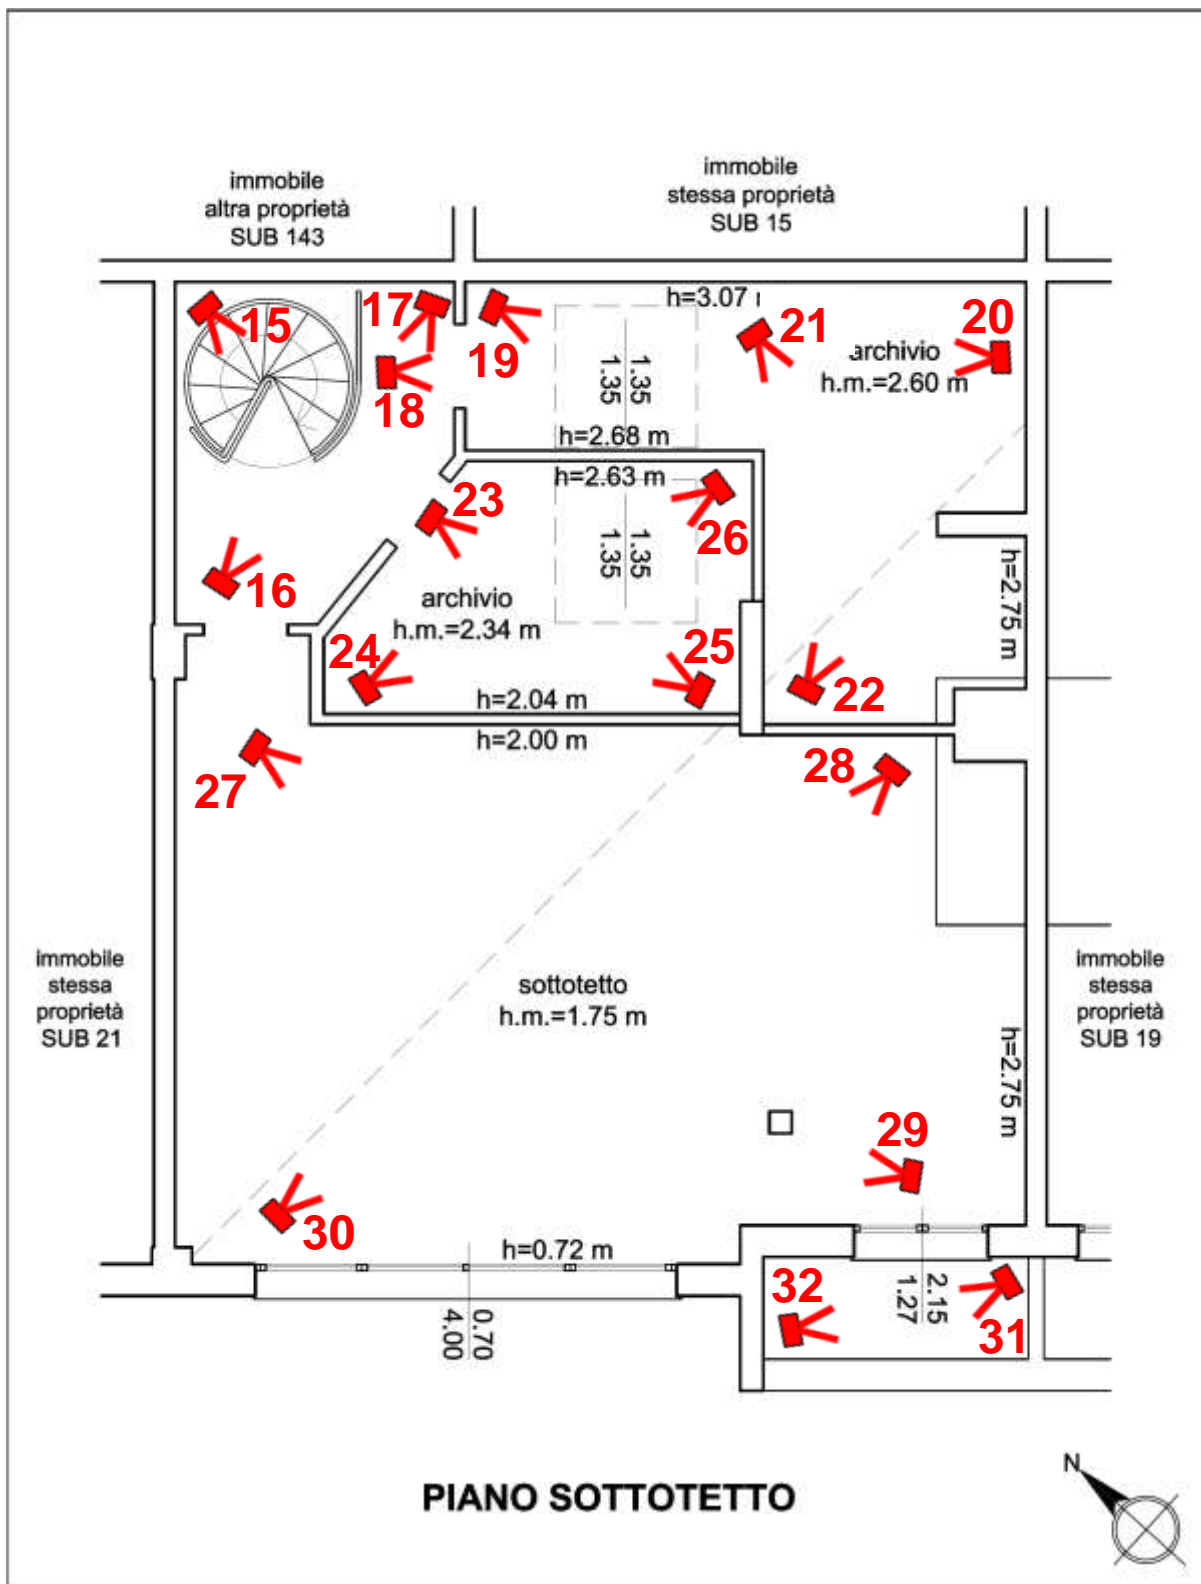 immobile
altra proprietà
SUB 143
immobile
stessa proprietà
SUB 15
h=3.07
15
17
18
19
21
20
archivio
h.m.=2.60 m
1.35
1.35
h=2.68 m
h=2.63 m
1.35
1.35
23
26
16
archivio
h.m.=2.34 m
h=2.75 m
24
25
22
h=2.04 m
h=2.00 m
27
28
immobile
stessa
proprietà
SUB 21
sottotetto
h.m.=1.75 m
immobile
stessa
proprietà
SUB 19
h=2.75 m
29
30
h=0.72 m
0.70
4.00
32
2.15
1.27
31
PIANO SOTTOTETTO
N